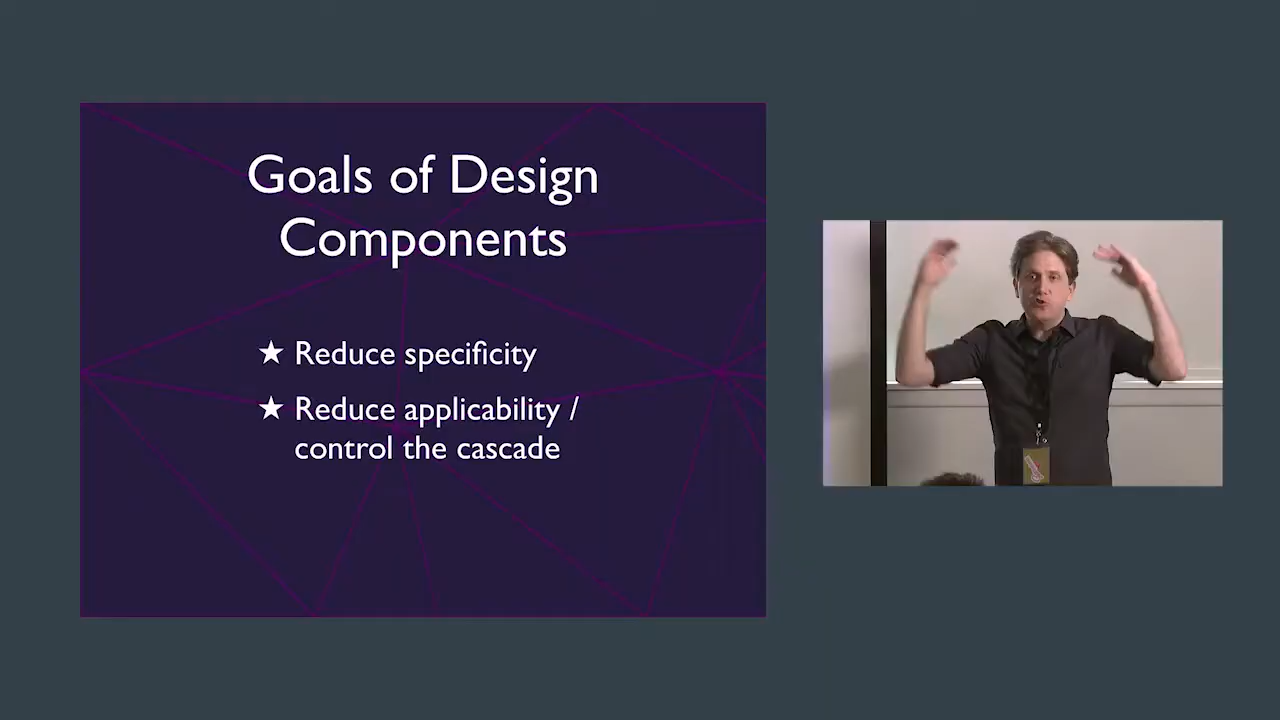 Goals of Design
Components
★ Reduce specificity
★ Reduce applicability /
control the cascade